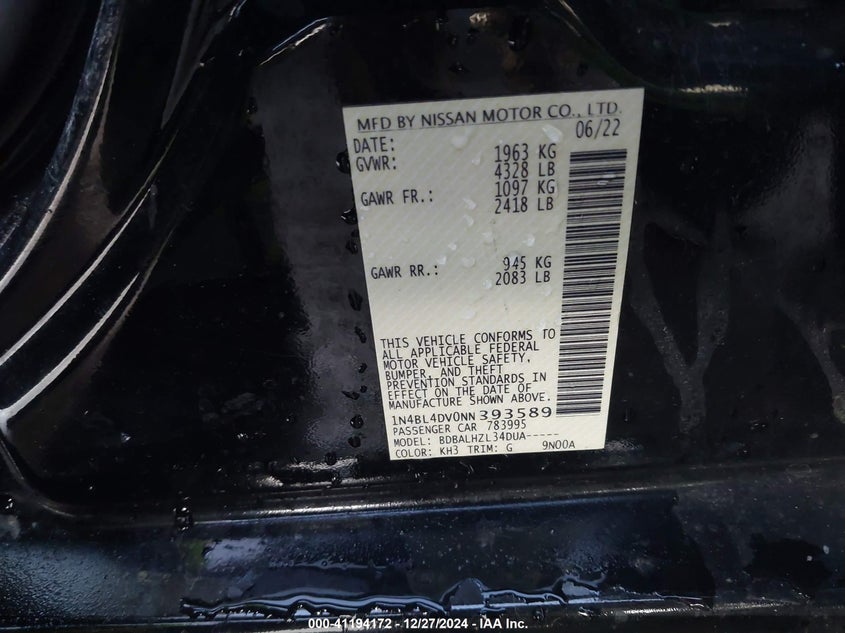 MFD BY NISSAN MOTOR CO., LTD.
DATE: 06/22
GVWR: 1963 KG
4328 LB
GAWR FR.: 1097 KG
2418 LB
GAWR RR.: 945 KG
2083 LB
THIS VEHICLE CONFORMS TO
ALL APPLICABLE FEDERAL
MOTOR VEHICLE SAFETY,
BUMPER, AND THEFT
PREVENTION STANDARDS IN
EFFECT ON THE DATE OF
MANUFACTURE SHOWN ABOVE.
1N4BL4DV0NN393589
PASSENGER CAR 783995
MODEL: BDBALHZL34DUA-----
COLOR: KH3 TRIM: G 9N00A
000-41194172 - 12/27/2024 - IAA Inc.